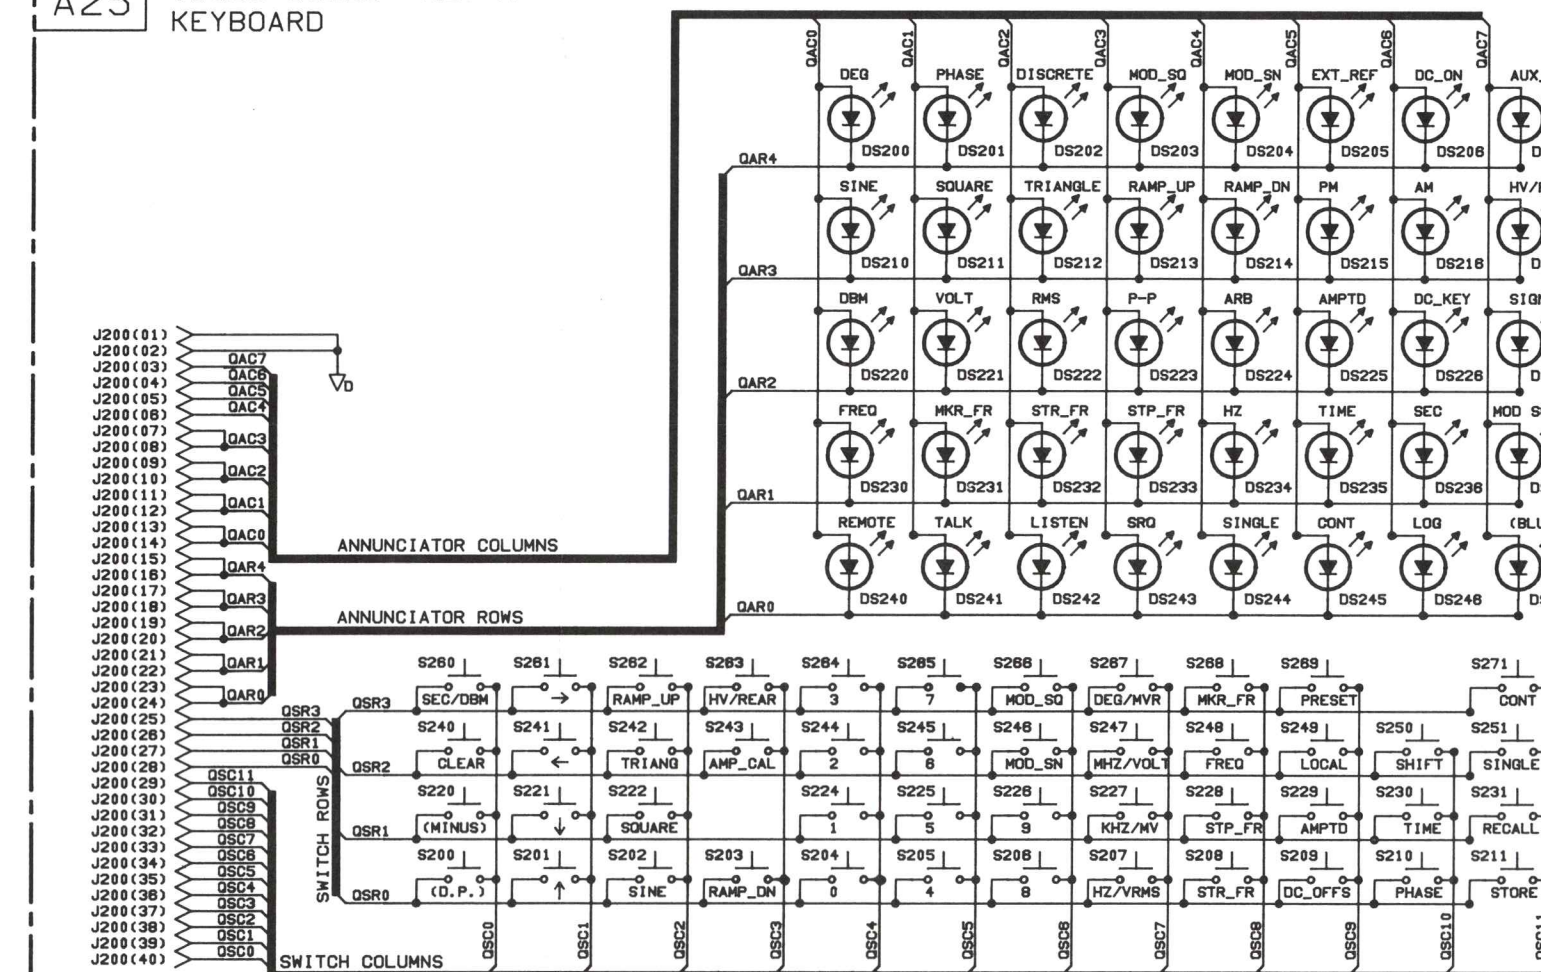 A25
KEYBOARD
QAC0 QAC1 QAC2 QAC3 QAC4 QAC5 QAC6 QAC7
DEG PHASE DISCRETE MOD_SQ MOD_SN EXT_REF DC_ON
DS200 DS201 DS202 DS203 DS204 DS205 DS206
QAR4
SINE SQUARE TRIANGLE RAMP_UP RAMP_DN PM AM
DS210 DS211 DS212 DS213 DS214 DS215 DS216
QAR3
DBM VOLT RMS P-P ARB AMPTD DC_KEY
DS220 DS221 DS222 DS223 DS224 DS225 DS226
QAR2
FREQ MKR_FR STR_FR STP_FR HZ TIME SEC MOD
DS230 DS231 DS232 DS233 DS234 DS235 DS236
QAR1
REMOTE TALK LISTEN SRQ SINGLE CONT LOG
DS240 DS241 DS242 DS243 DS244 DS245 DS246
QAR0
J200(01)
J200(02)
J200(03) QAC7
J200(04) QAC6
J200(05) QAC5
J200(06) QAC4
J200(07)
J200(08) QAC3
J200(09)
J200(10) QAC2
J200(11)
J200(12) QAC1
J200(13)
J200(14) QAC0
J200(15)
J200(16) QAR4
J200(17)
J200(18) QAR3
J200(19)
J200(20) QAR2
J200(21)
J200(22) QAR1
J200(23)
J200(24) QAR0
J200(25) QSR3
J200(26) QSR2
J200(27) QSR1
J200(28) QSR0
J200(29) QSC11
J200(30) QSC10
J200(31) QSC9
J200(32) QSC8
J200(33) QSC7
J200(34) QSC6
J200(35) QSC5
J200(36) QSC4
J200(37) QSC3
J200(38) QSC2
J200(39) QSC1
J200(40) QSC0
D
ANNUNCIATOR COLUMNS
ANNUNCIATOR ROWS
SWITCH ROWS
SWITCH COLUMNS
S260 S261 S262 S263 S264 S265 S266 S267 S268 S269 S271
QSR3 SEC/DBM → RAMP_UP HV/REAR 3 7 MOD_SQ DEG/MVR MKR_FR PRESET CONT
S240 S241 S242 S243 S244 S245 S246 S247 S248 S249 S250 S251
QSR2 CLEAR ← TRIANG AMP_CAL 2 6 MOD_SN MHZ/VOLT FREQ LOCAL SHIFT SINGLE
S220 S221 S222 S224 S225 S226 S227 S228 S229 S230 S231
QSR1 (MINUS) ↓ SQUARE 1 5 9 KHZ/MV STP_FR AMPTD TIME RECALL
S200 S201 S202 S203 S204 S205 S206 S207 S208 S209 S210 S211
QSR0 (D.P.) ↑ SINE RAMP_DN 0 4 8 HZ/VRMS STR_FR DC_OFFS PHASE STORE
QSC0 QSC1 QSC2 QSC3 QSC4 QSC5 QSC6 QSC7 QSC8 QSC9 QSC10